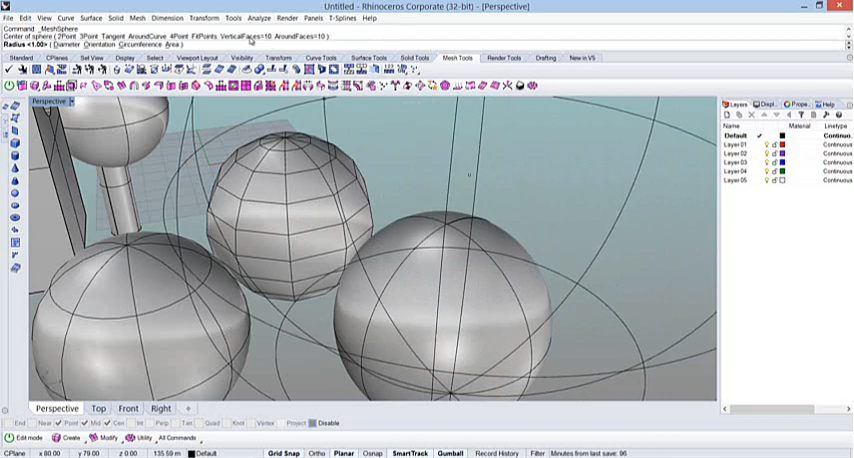 Untitled - Rhinoceros Corporate (32-bit) - [Perspective]
File Edit View Curve Surface Solid Mesh Dimension Transform Tools Analyze Render Panels T-Splines Help
Command: _MeshSphere
Center of sphere ( 2Point 3Point Tangent AroundCurve 4Point FitPoints VerticalFaces=10 AroundFaces=10 ):
Radius <1.00> ( Diameter Orientation Circumference Area )
Standard CPlanes Set View Display Select Viewport Layout Visibility Transform Curve Tools Surface Tools Solid Tools Mesh Tools Render Tools Drafting New in V5
Perspective
Layers Displ... Prope... Help
Name Material Linetype
Default Continuo...
Layer 01 Continuous
Layer 02 Continuous
Layer 03 Continuous
Layer 04 Continuous
Layer 05 Continuous
Perspective Top Front Right
End Near Point Mid Cen Int Perp Tan Quad Knot Vertex Project Disable
Edit mode Create Modify Utility All Commands
CPlane x 80.00 y 79.00 z 0.00 135.59 m Default Grid Snap Ortho Planar Osnap SmartTrack Gumball Record History Filter Minutes from last save: 96